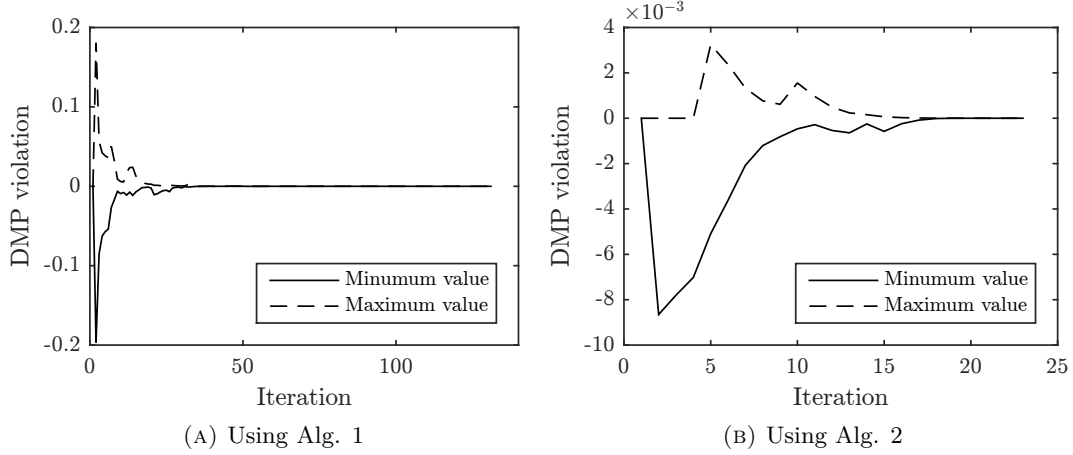 0.2
0.1
0
-0.1
-0.2
DMP violation
0
50
100
Iteration
Minumum value
Maximum value
(A) Using Alg. 1
×10⁻³
4
2
0
-2
-4
-6
-8
-10
DMP violation
0
5
10
15
20
25
Iteration
Minumum value
Maximum value
(B) Using Alg. 2